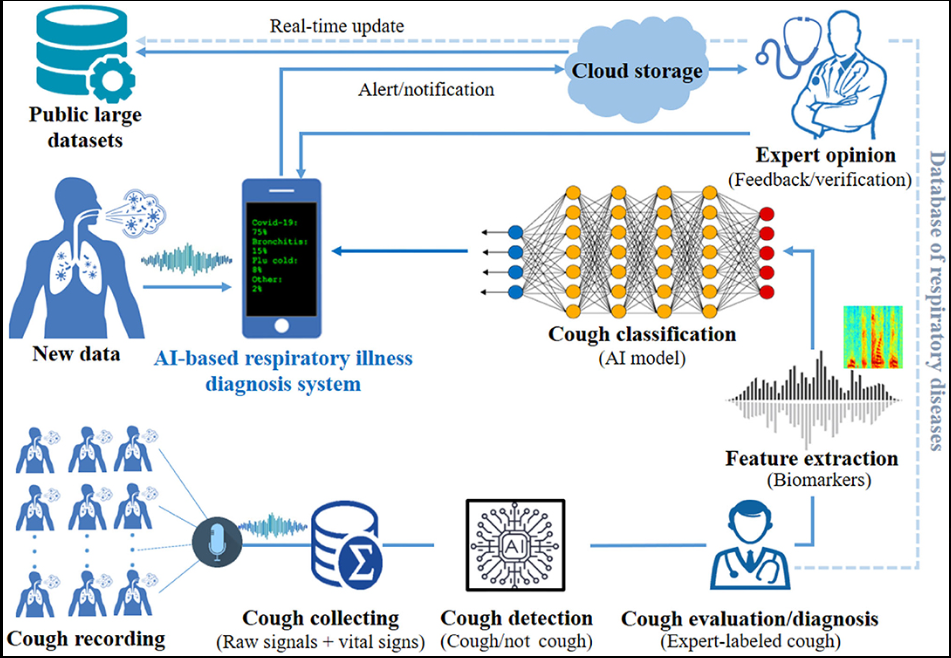 Real-time update
Cloud storage
Alert/notification
Public large
datasets
Expert opinion
(Feedback/verification)
Database of respiratory diseases
Covid-19:
75%
Bronchitis:
15%
Flu cold:
8%
Other:
2%
New data
AI-based respiratory illness
diagnosis system
Cough classification
(AI model)
Feature extraction
(Biomarkers)
Σ
AI
Cough recording
Cough collecting
(Raw signals + vital signs)
Cough detection
(Cough/not cough)
Cough evaluation/diagnosis
(Expert-labeled cough)